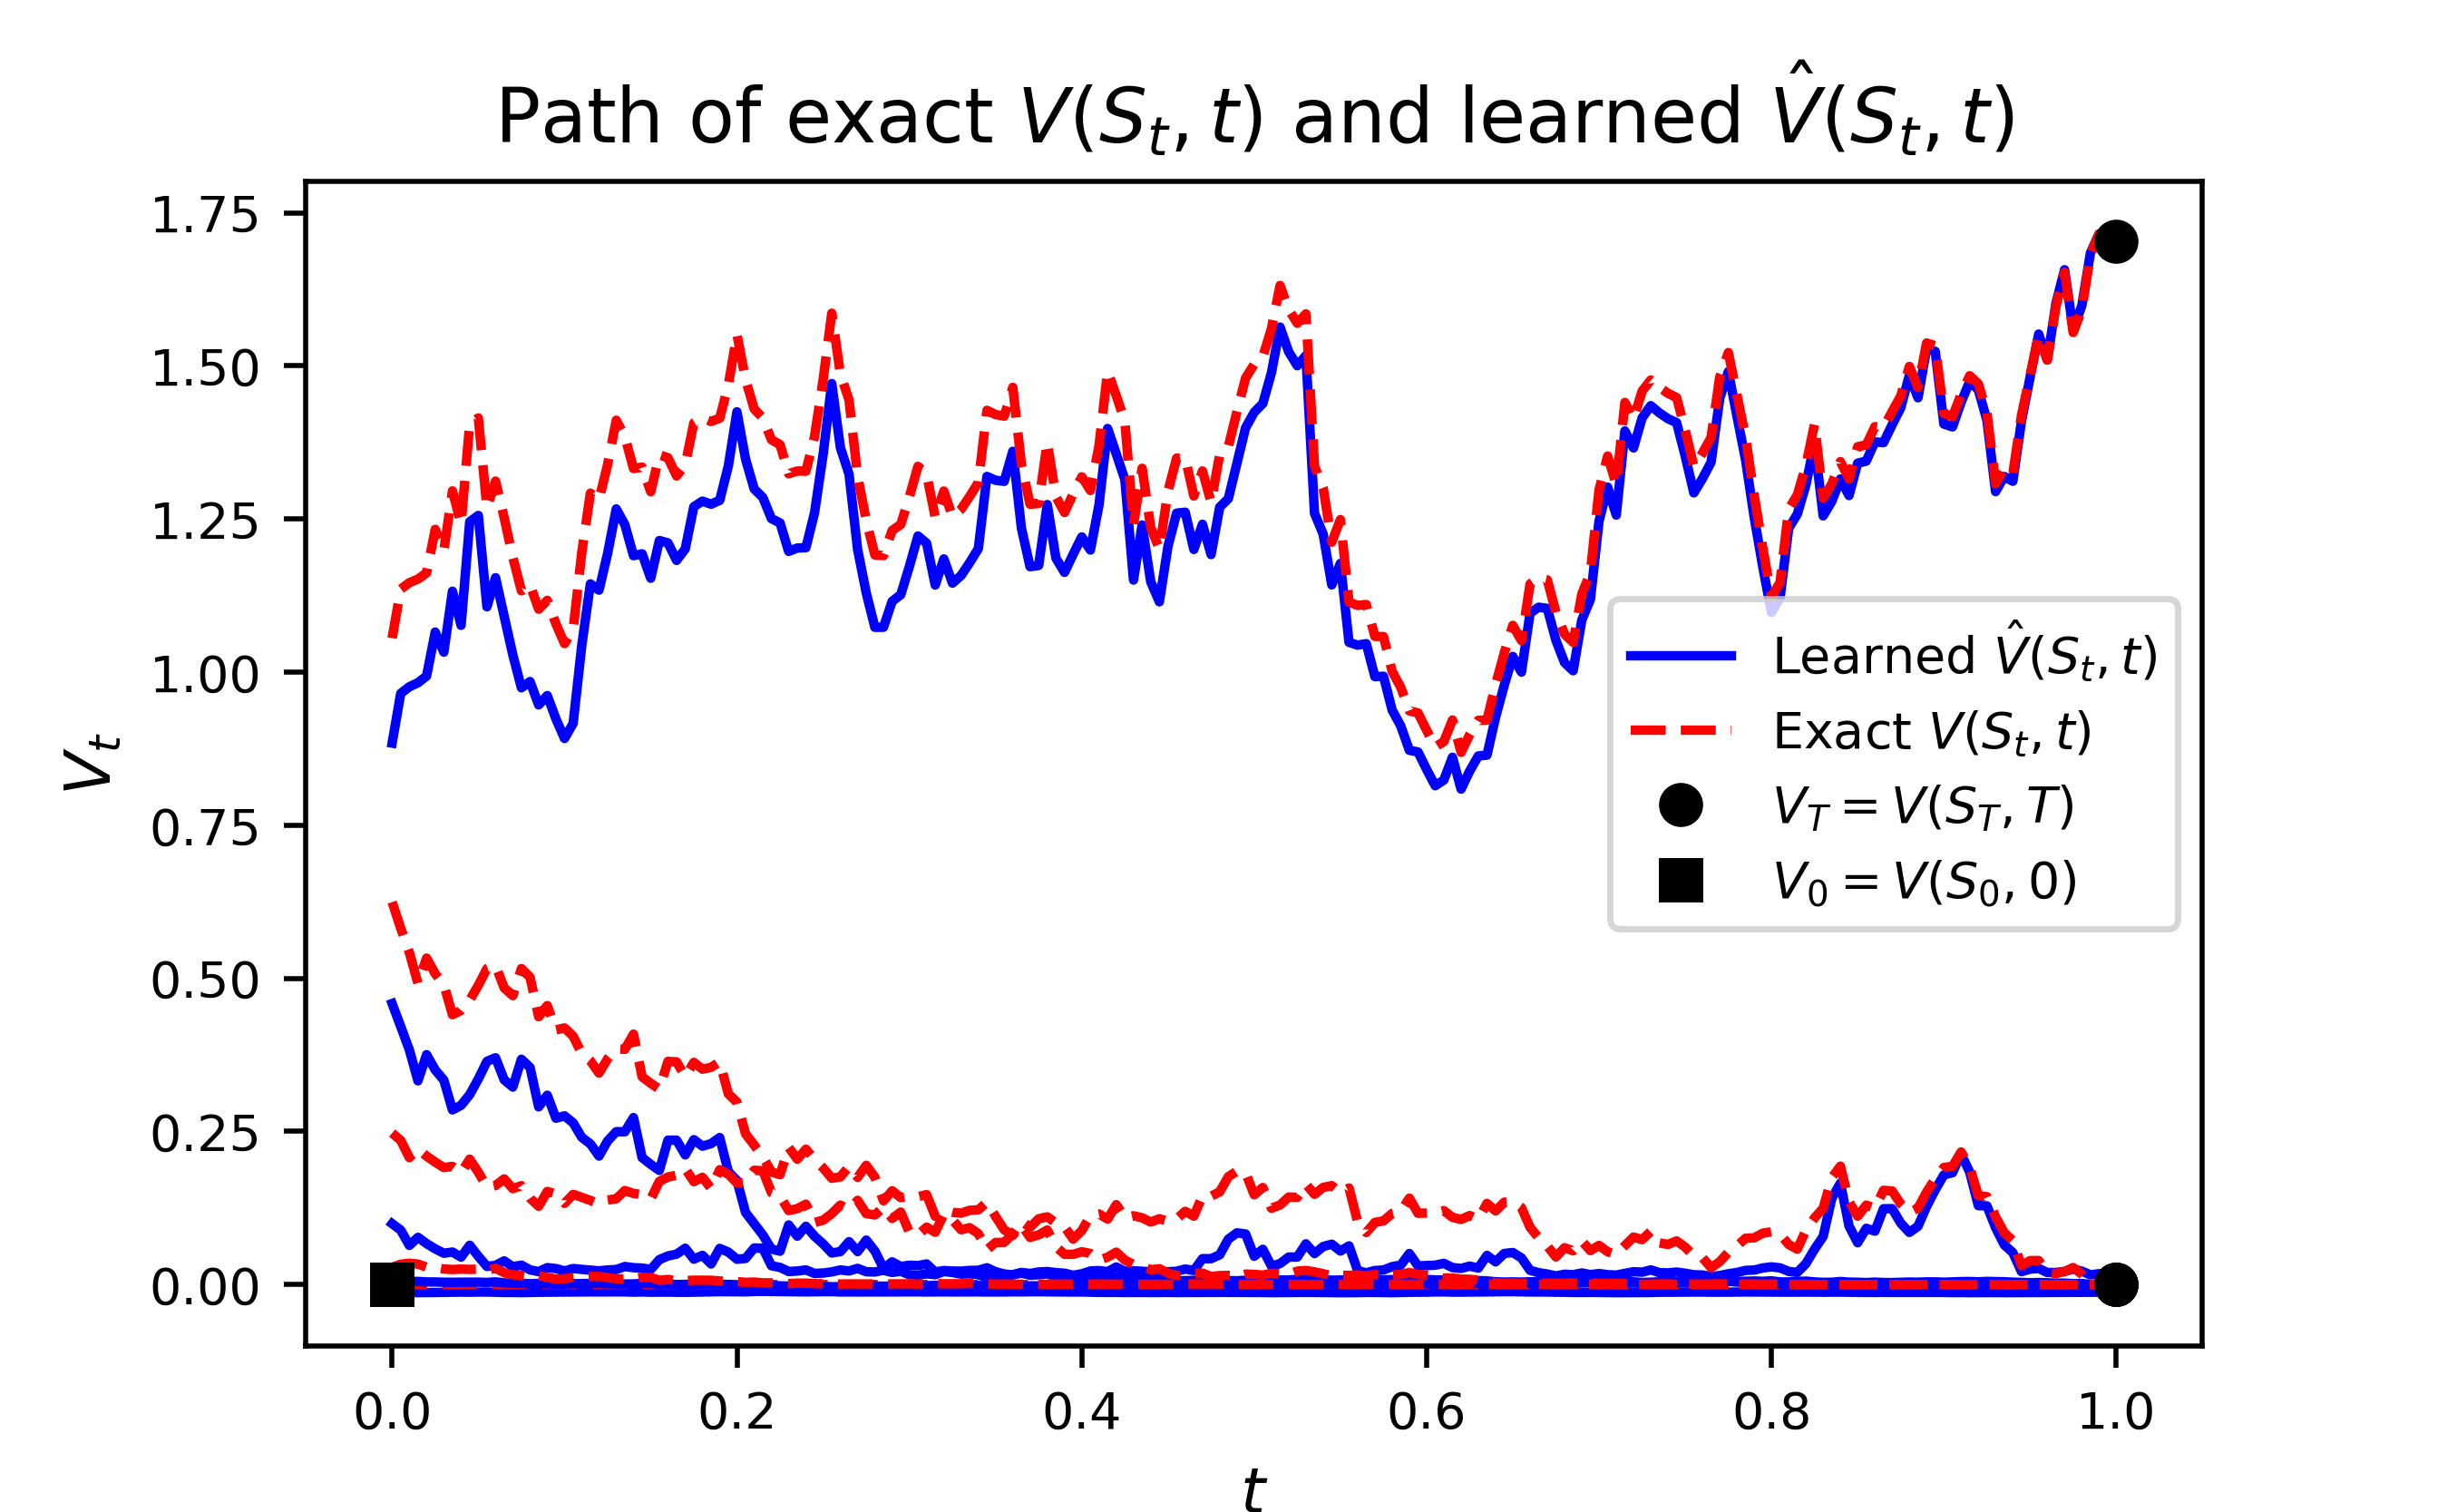 Path of exact V(S_t, t) and learned V̂(S_t, t)
1.75
1.50
1.25
1.00
0.75
0.50
0.25
0.00
V_t
Learned V̂(S_t, t)
Exact V(S_t, t)
V_T = V(S_T, T)
V_0 = V(S_0, 0)
0.0 0.2 0.4 0.6 0.8 1.0
t